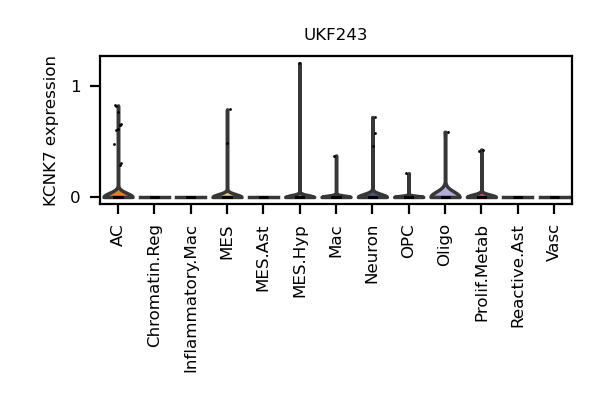 UKF243
KCNK7 expression
1
0
AC
Chromatin.Reg
Inflammatory.Mac
MES
MES.Ast
MES.Hyp
Mac
Neuron
OPC
Oligo
Prolif.Metab
Reactive.Ast
Vasc